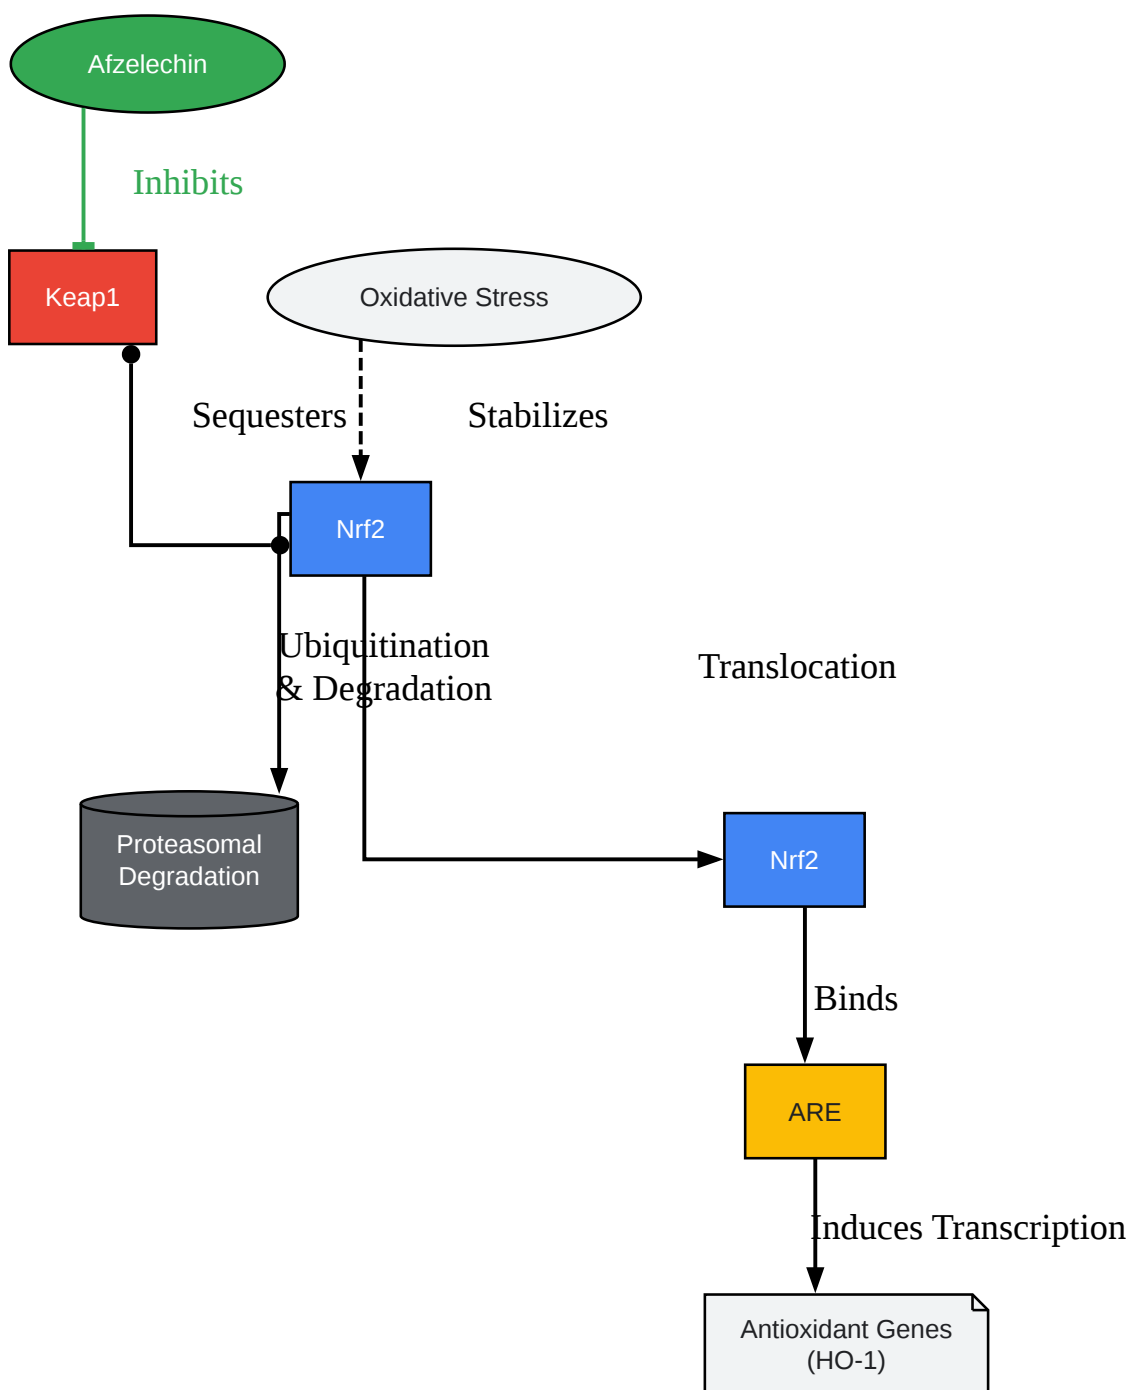 Afzelechin
Inhibits
Keap1
Oxidative Stress
Sequesters
Stabilizes
Nrf2
Ubiquitination
& Degradation
Translocation
Proteasomal
Degradation
Nrf2
Binds
ARE
Induces Transcription
Antioxidant Genes
(HO-1)